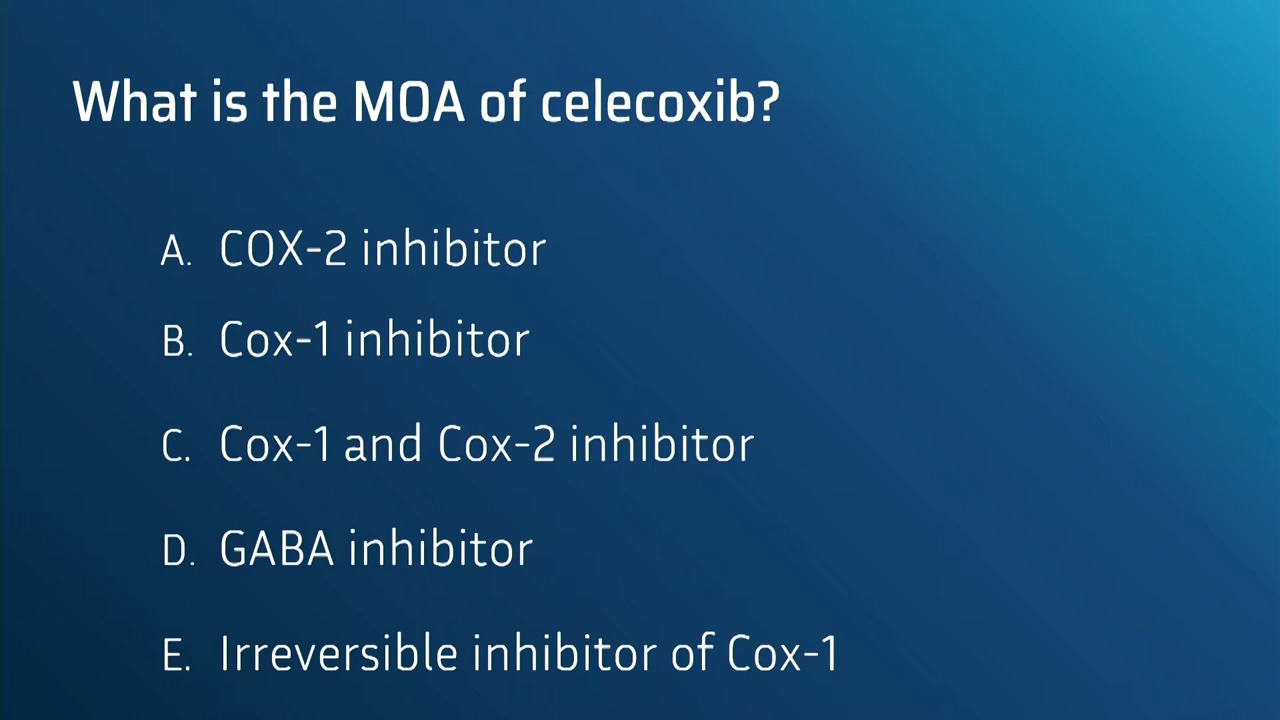 What is the MOA of celecoxib?
A. COX-2 inhibitor
B. Cox-1 inhibitor
C. Cox-1 and Cox-2 inhibitor
D. GABA inhibitor
E. Irreversible inhibitor of Cox-1